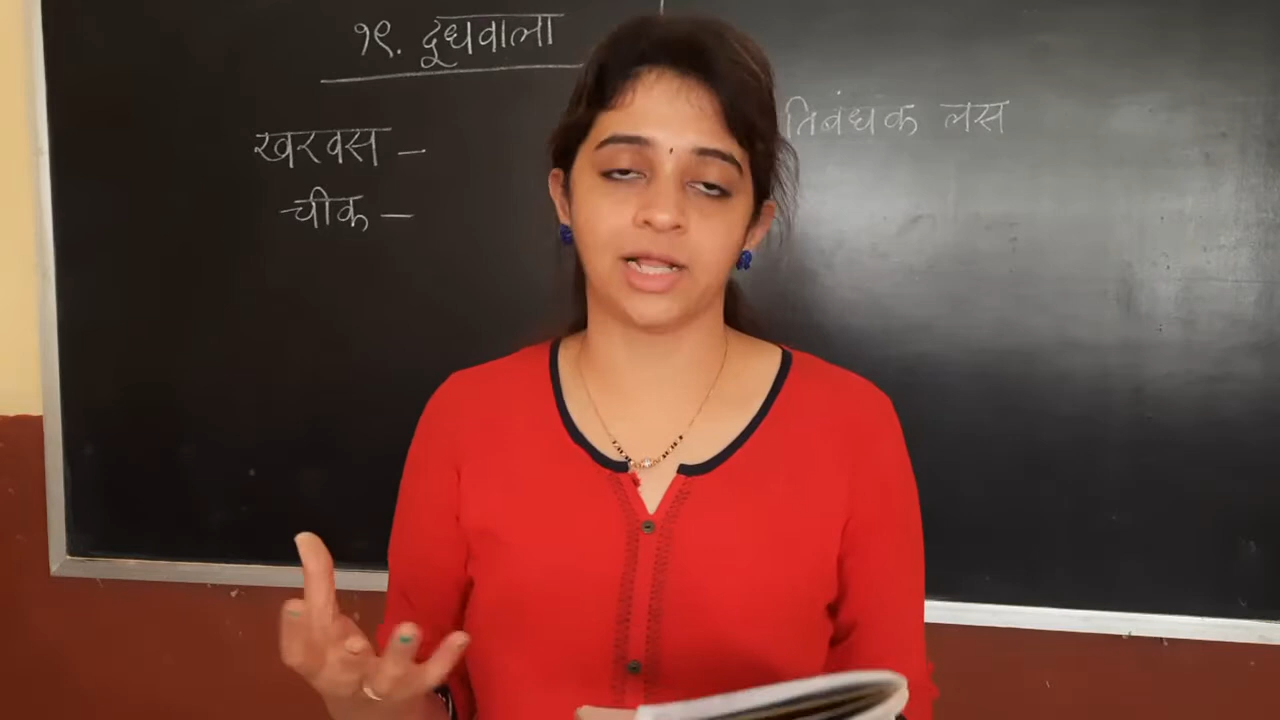 १९. दूधवाला
खरवस –
चीक –
तिबंधक लस